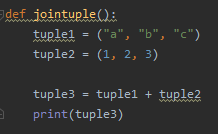 def jointuple():
    tuple1 = ("a", "b", "c")
    tuple2 = (1, 2, 3)
    tuple3 = tuple1 + tuple2
    print(tuple3)